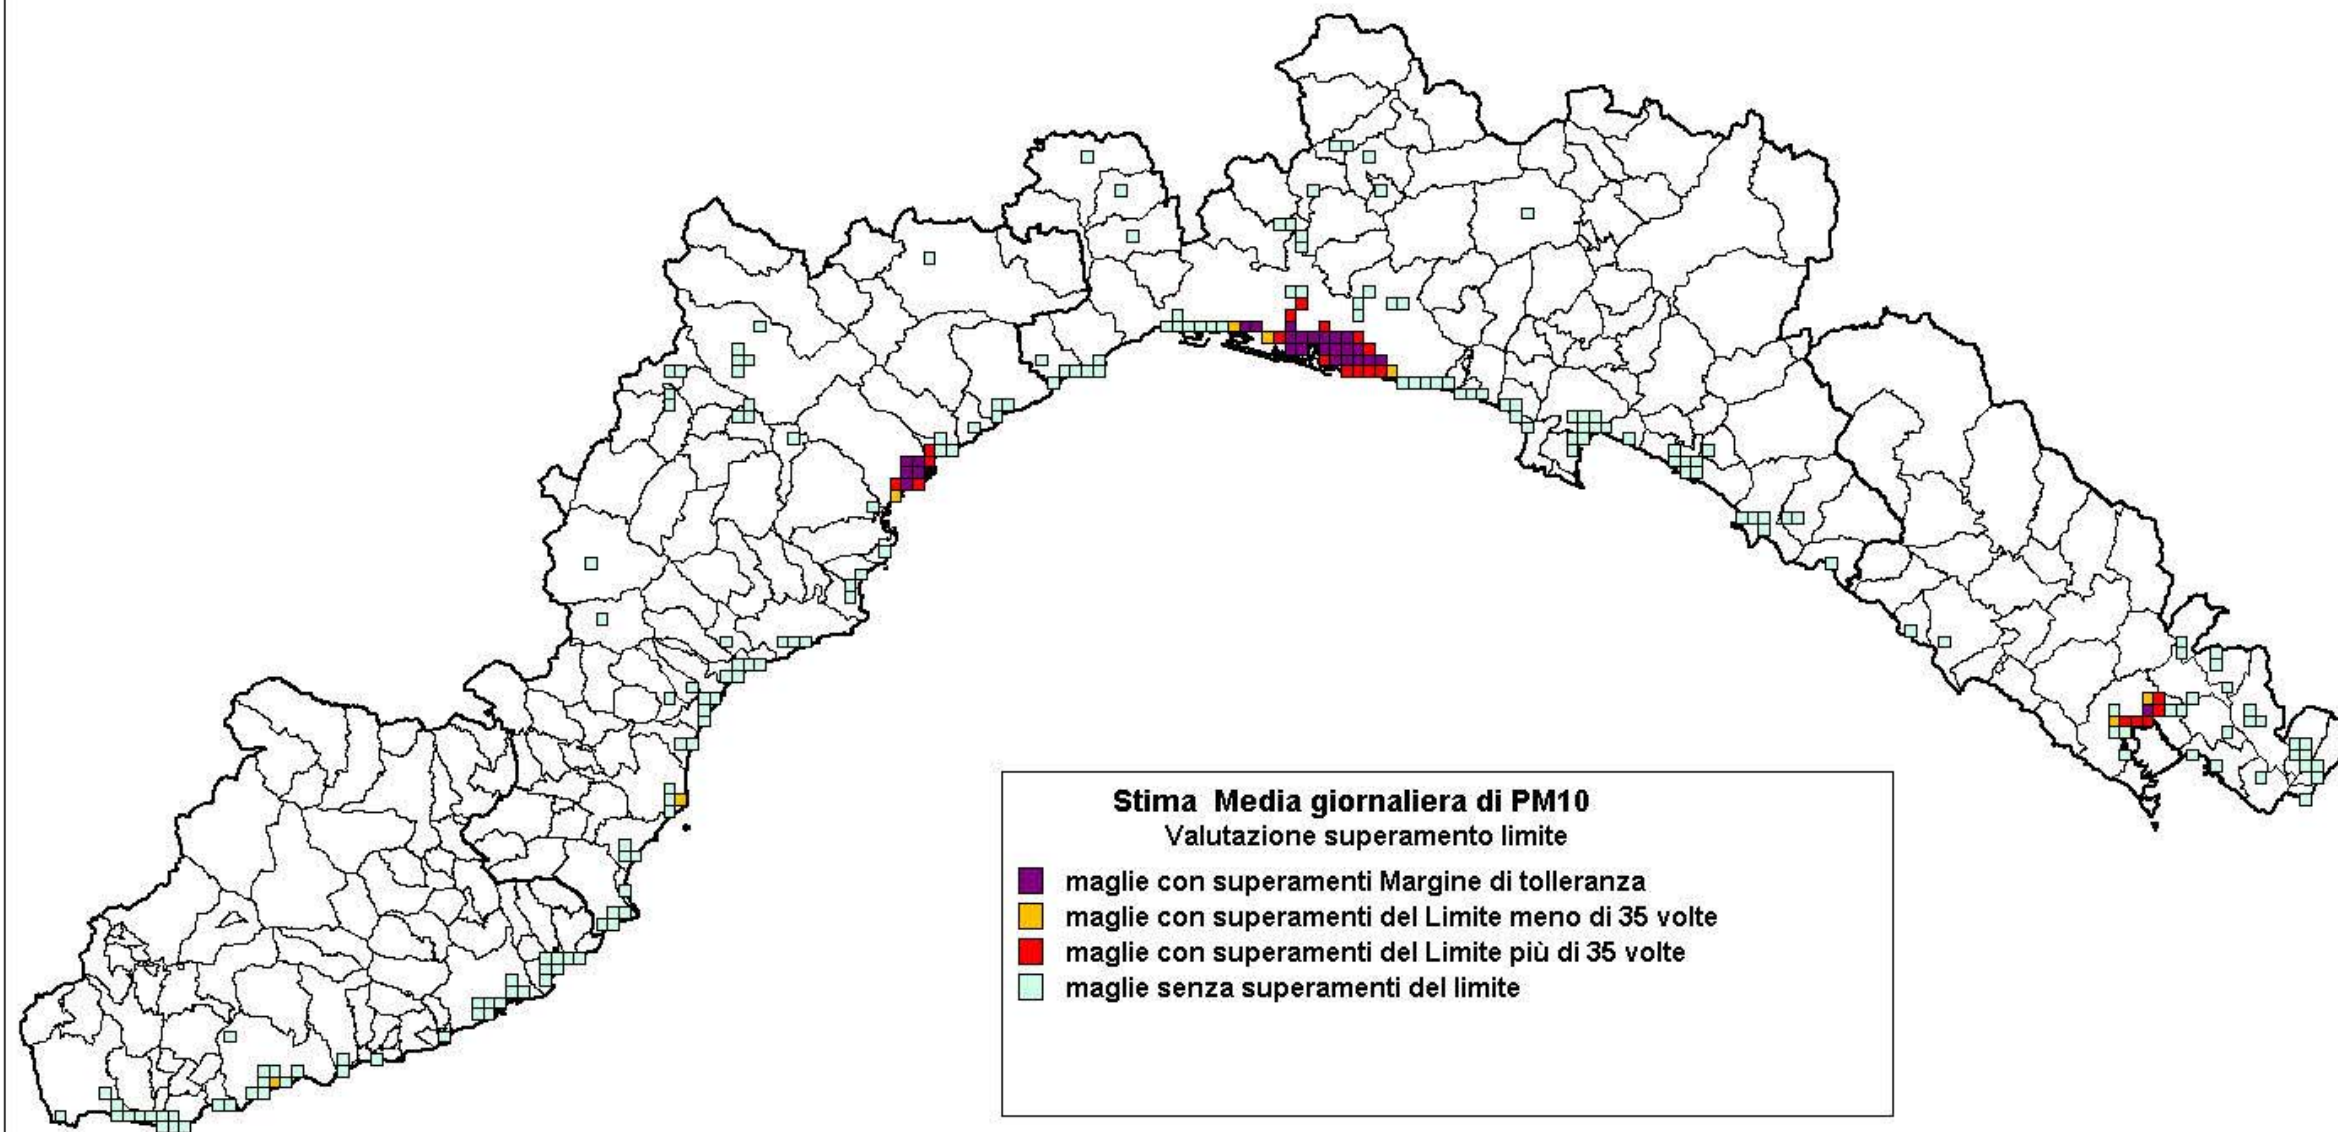 Stima Media giornaliera di PM10
Valutazione superamento limite
maglie con superamenti Margine di tolleranza
maglie con superamenti del Limite meno di 35 volte
maglie con superamenti del Limite più di 35 volte
maglie senza superamenti del limite